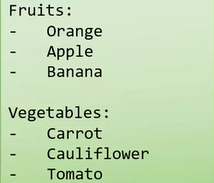 Fruits:
-   Orange
-   Apple
-   Banana

Vegetables:
-   Carrot
-   Cauliflower
-   Tomato